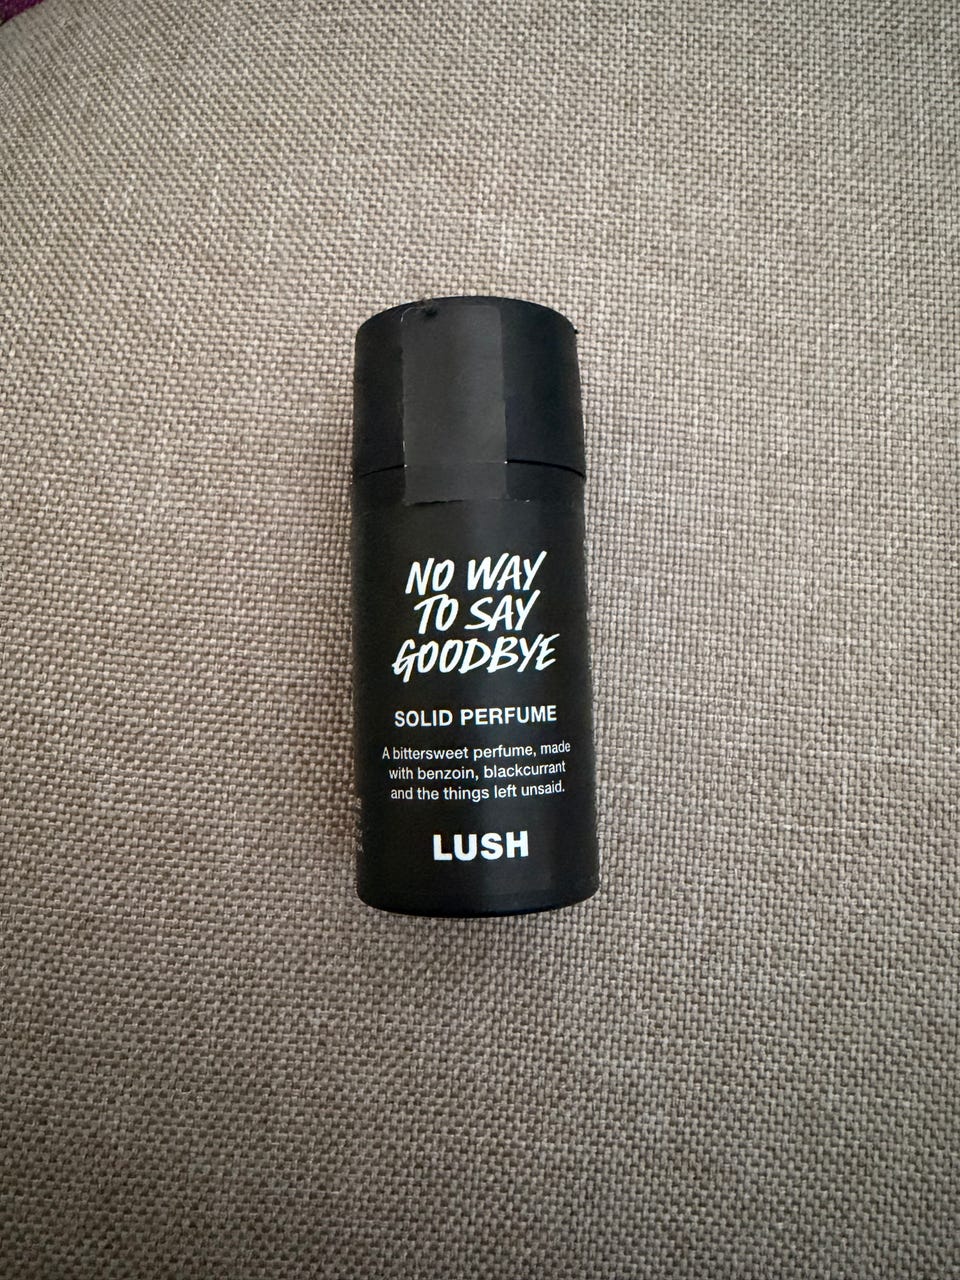 NO WAY
TO SAY
GOODBYE
SOLID PERFUME
A bittersweet perfume, made
with benzoin, blackcurrant
and the things left unsaid.
LUSH